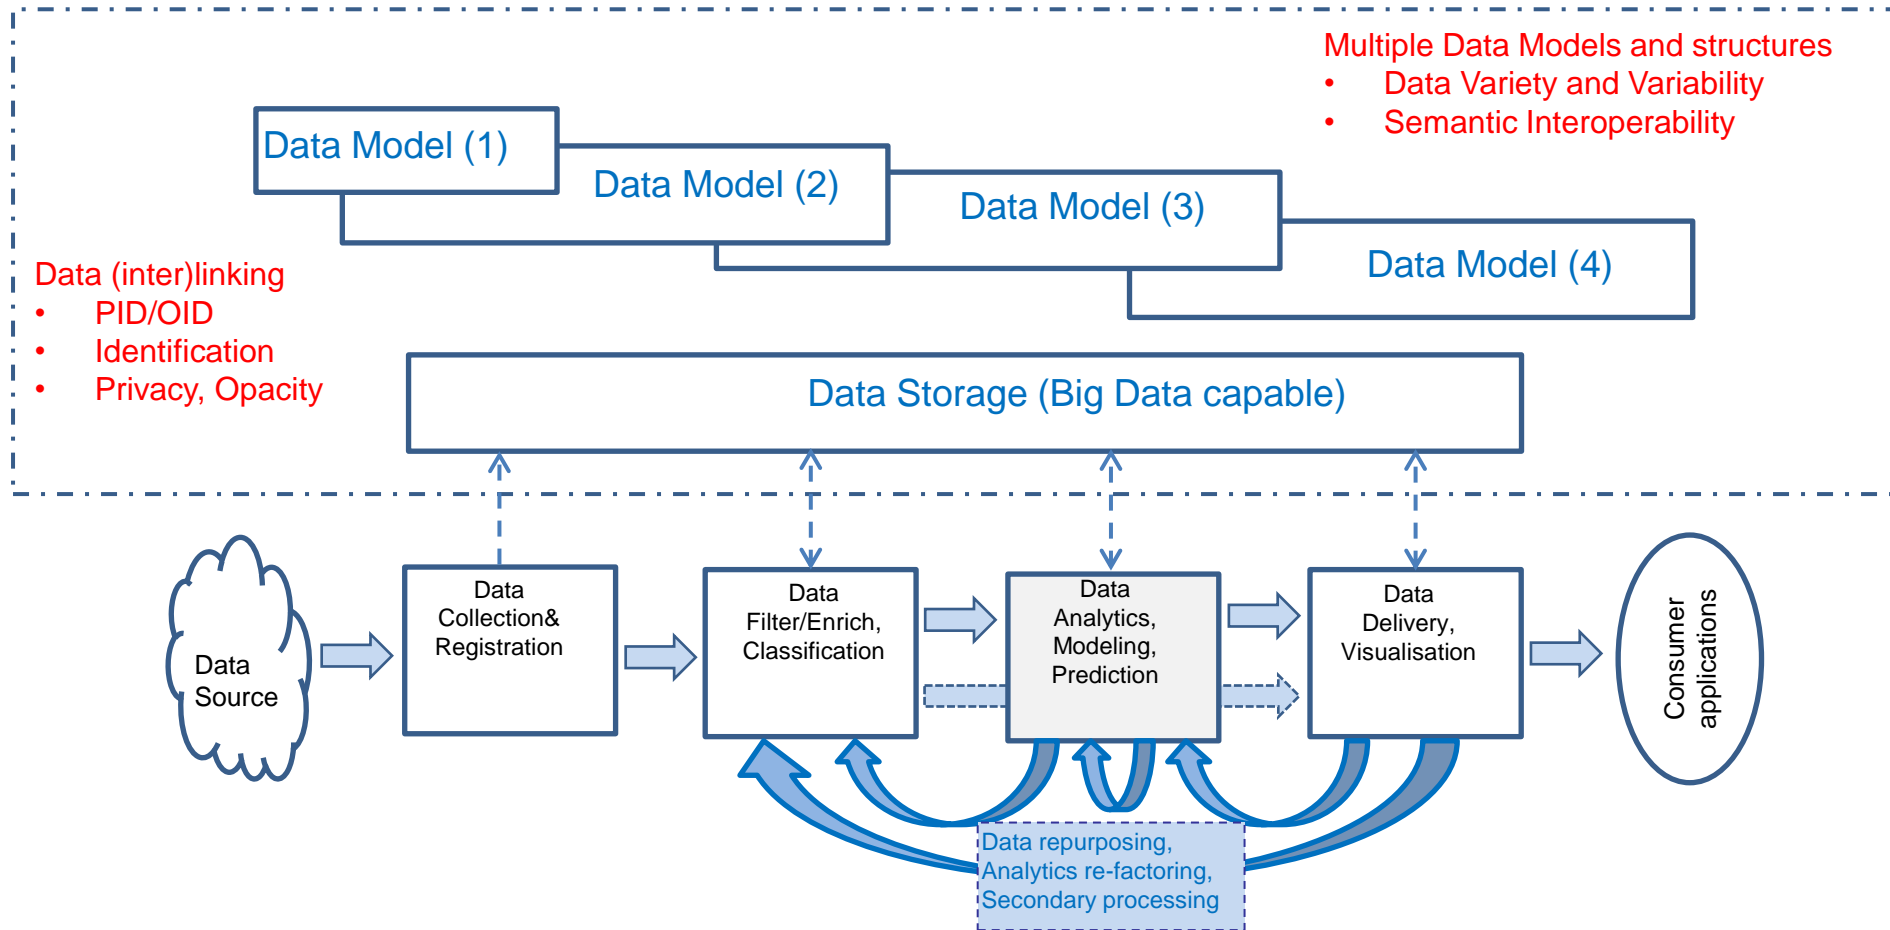 Multiple Data Models and structures
• Data Variety and Variability
• Semantic Interoperability
Data Model (1)
Data Model (2)
Data Model (3)
Data Model (4)
Data (inter)linking
• PID/OID
• Identification
• Privacy, Opacity
Data Storage (Big Data capable)
Data
Source
Data
Collection&
Registration
Data
Filter/Enrich,
Classification
Data
Analytics,
Modeling,
Prediction
Data
Delivery,
Visualisation
Consumer
applications
Data repurposing,
Analytics re-factoring,
Secondary processing